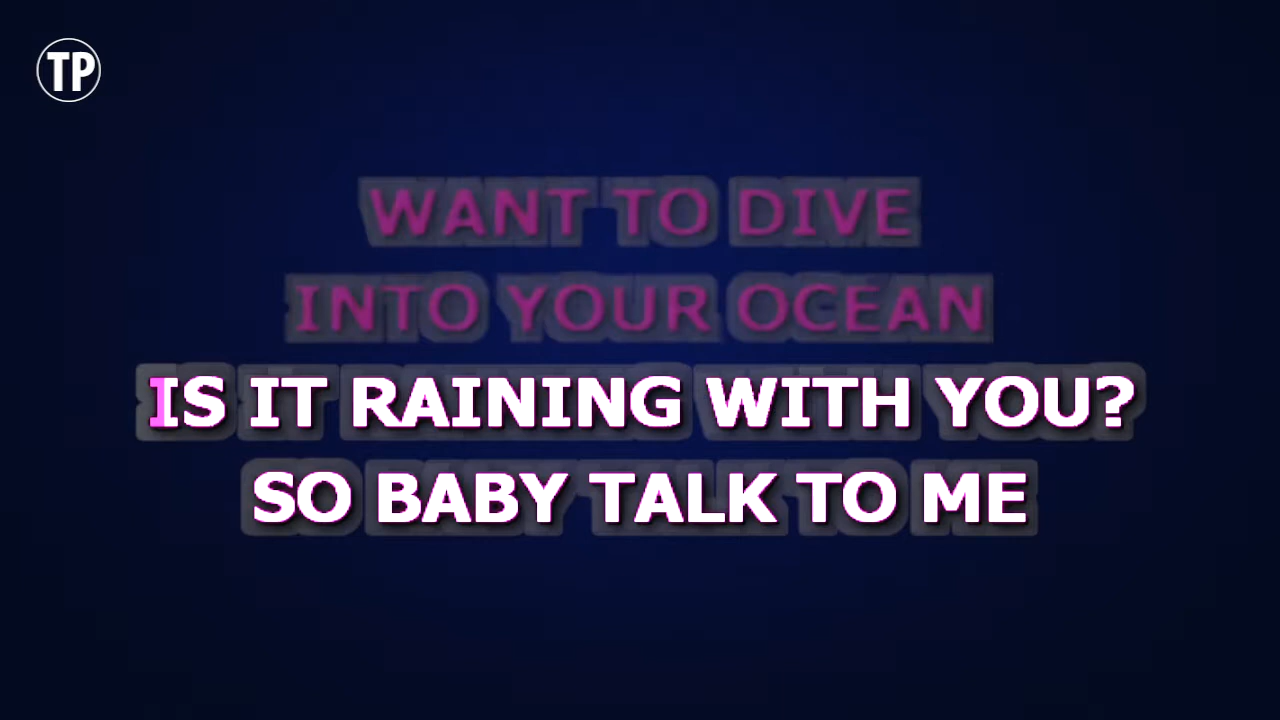 TP
WANT TO DIVE
INTO YOUR OCEAN
IS IT RAINING WITH YOU?
SO BABY TALK TO ME